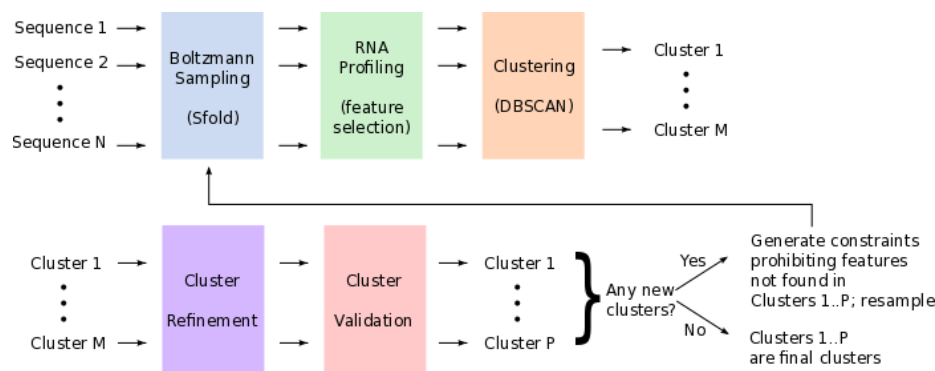 Sequence 1
Sequence 2
Sequence N
Boltzmann
Sampling
(Sfold)
RNA
Profiling
(feature
selection)
Clustering
(DBSCAN)
Cluster 1
Cluster M
Cluster 1
Cluster M
Cluster
Refinement
Cluster
Validation
Cluster 1
Cluster P
Any new
clusters?
Yes
No
Generate constraints
prohibiting features
not found in
Clusters 1..P; resample
Clusters 1..P
are final clusters